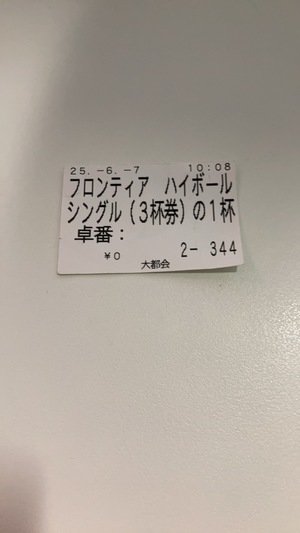 25.-6.-7 10:08
フロンティア ハイボール
シングル(3杯券)の1杯
卓番:
¥0 2- 344
大都会